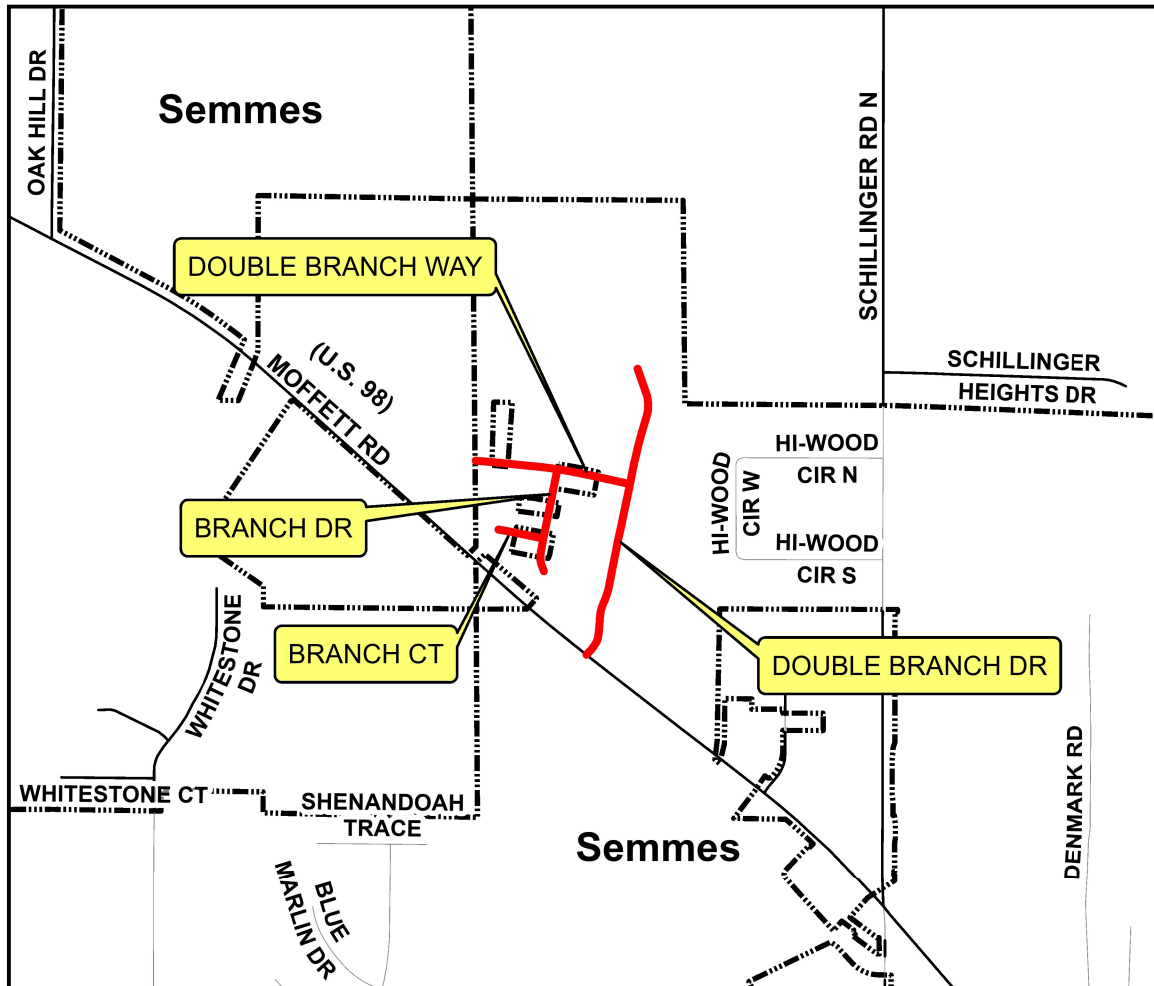 OAK HILL DR
Semmes
SCHILLINGER RD N
DOUBLE BRANCH WAY
(U.S. 98)
MOFFETT RD
SCHILLINGER
HEIGHTS DR
HI-WOOD
CIR N
HI-WOOD
CIR W
BRANCH DR
HI-WOOD
CIR S
WHITESTONE
DR
BRANCH CT
DOUBLE BRANCH DR
WHITESTONE CT
SHENANDOAH
TRACE
DENMARK RD
Semmes
BLUE
MARLIN DR